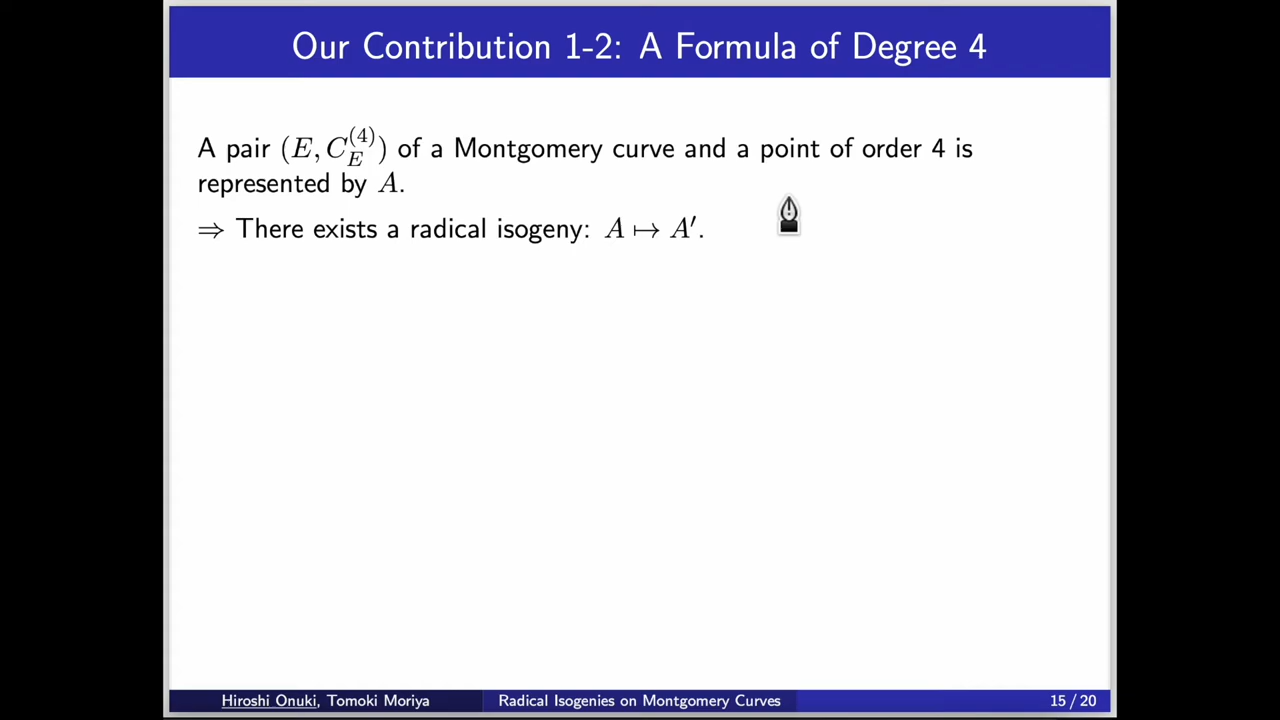 Our Contribution 1-2: A Formula of Degree 4
A pair $(E, C_E^{(4)})$ of a Montgomery curve and a point of order 4 is
represented by $A$.
⇒ There exists a radical isogeny: $A \mapsto A'$.
Hiroshi Onuki, Tomoki Moriya
Radical Isogenies on Montgomery Curves
15 / 20